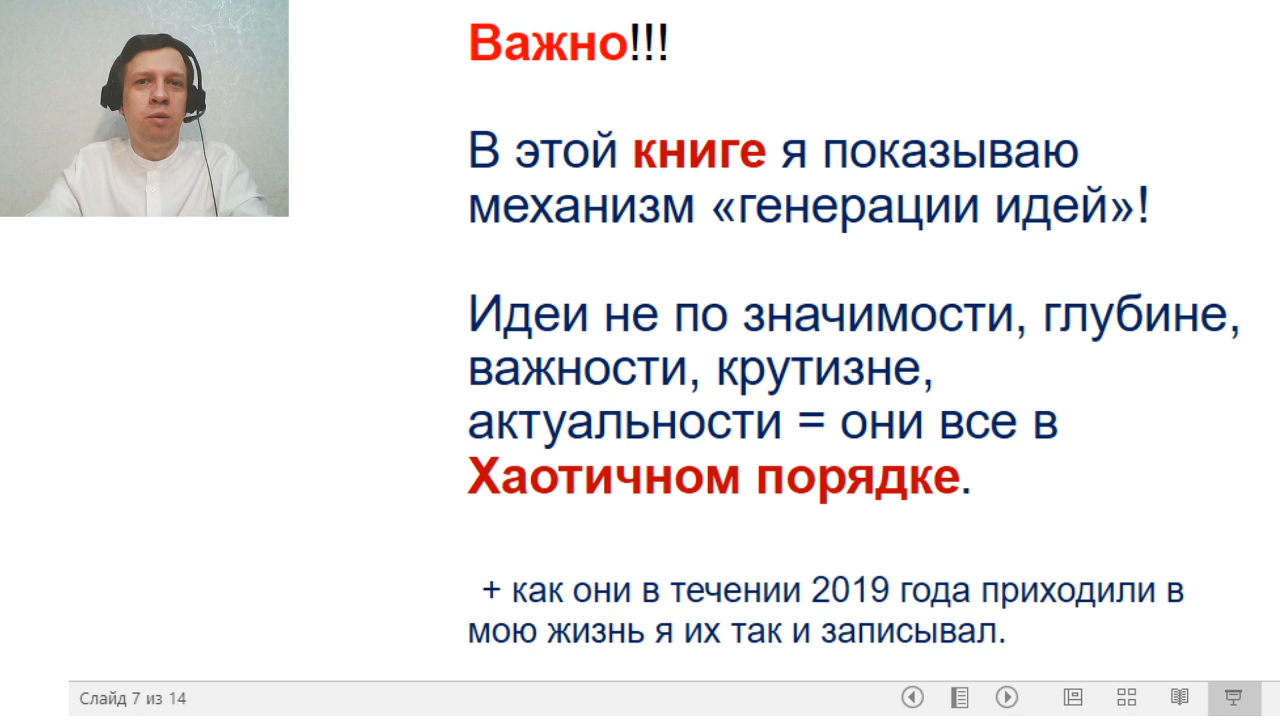 Важно!!!
В этой книге я показываю
механизм «генерации идей»!
Идеи не по значимости, глубине,
важности, крутизне,
актуальности = они все в
Хаотичном порядке.
+ как они в течении 2019 года приходили в
мою жизнь я их так и записывал.
Слайд 7 из 14